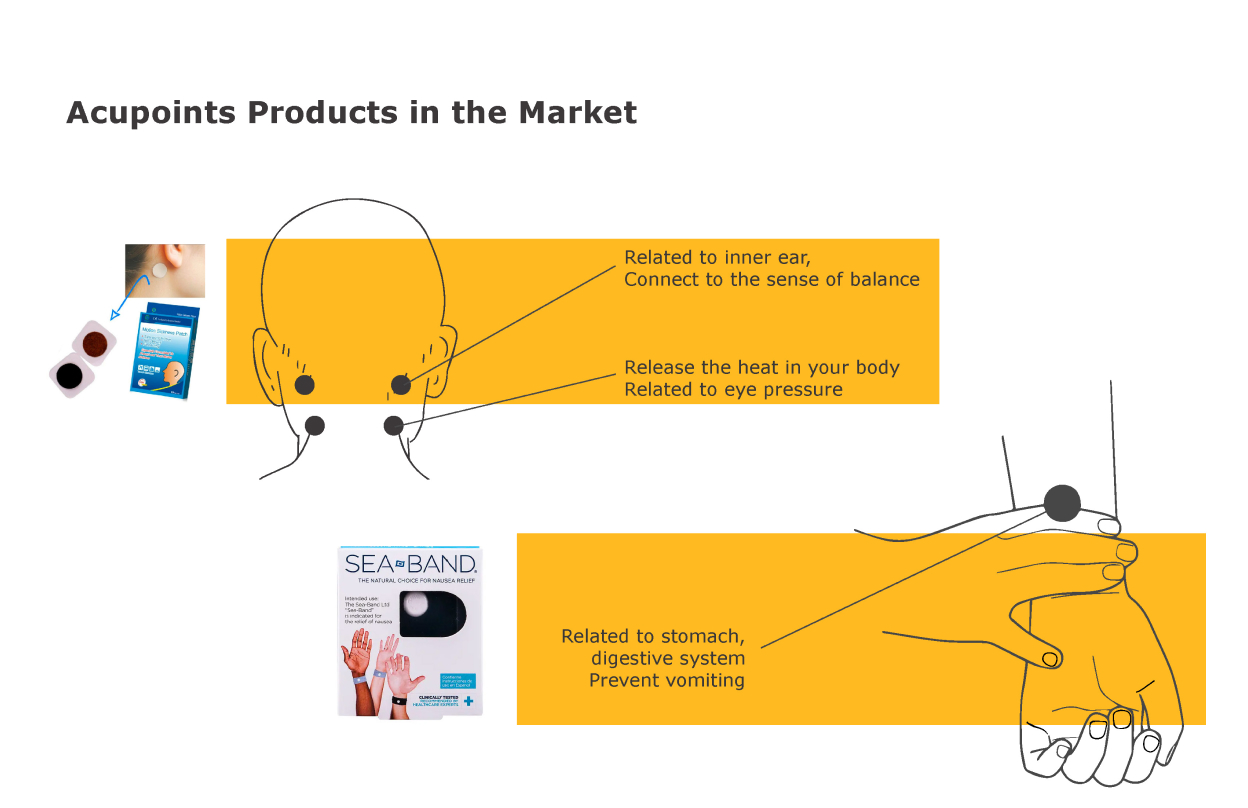 Acupoints Products in the Market
Related to inner ear,
Connect to the sense of balance
Release the heat in your body
Related to eye pressure
Motion Sickness Patch
SEA-BAND®
THE NATURAL CHOICE FOR NAUSEA RELIEF
Intended use:
The Sea-Band Ltd
"Sea-Band"
is indicated for
the relief of nausea
CLINICALLY TESTED
RECOMMENDED BY
HEALTHCARE EXPERTS
Related to stomach,
digestive system
Prevent vomiting